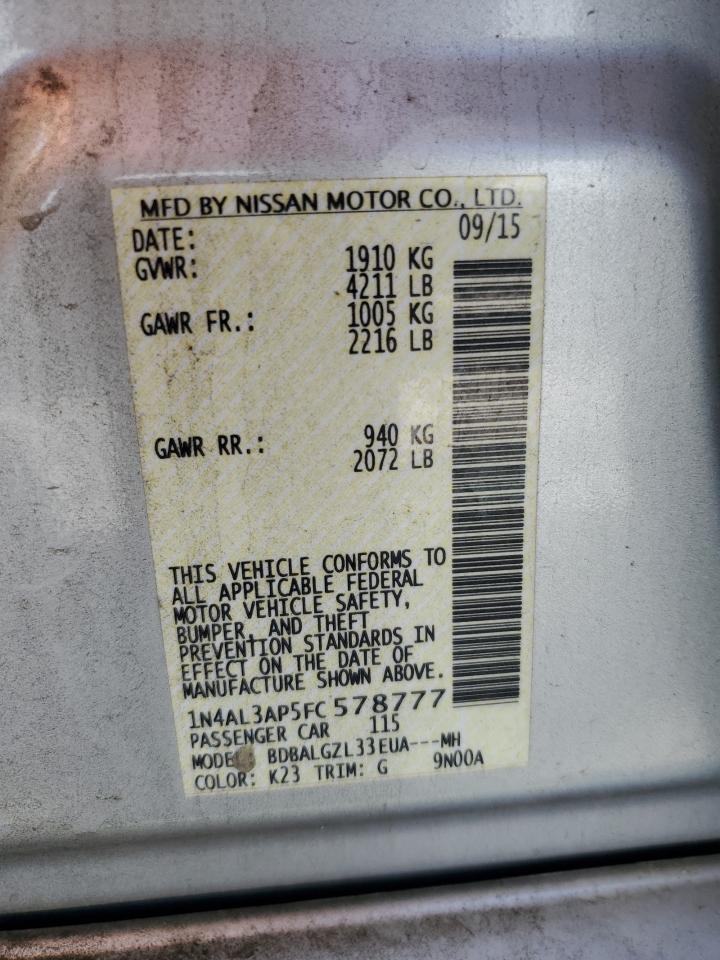 MFD BY NISSAN MOTOR CO., LTD.
DATE: 09/15
GVWR: 1910 KG
4211 LB
GAWR FR.: 1005 KG
2216 LB
GAWR RR.: 940 KG
2072 LB
THIS VEHICLE CONFORMS TO
ALL APPLICABLE FEDERAL
MOTOR VEHICLE SAFETY,
BUMPER, AND THEFT
PREVENTION STANDARDS IN
EFFECT ON THE DATE OF
MANUFACTURE SHOWN ABOVE.
1N4AL3AP5FC578777
PASSENGER CAR 115
MODEL: BDBALGZL33EUA---MH
COLOR: K23 TRIM: G 9N00A